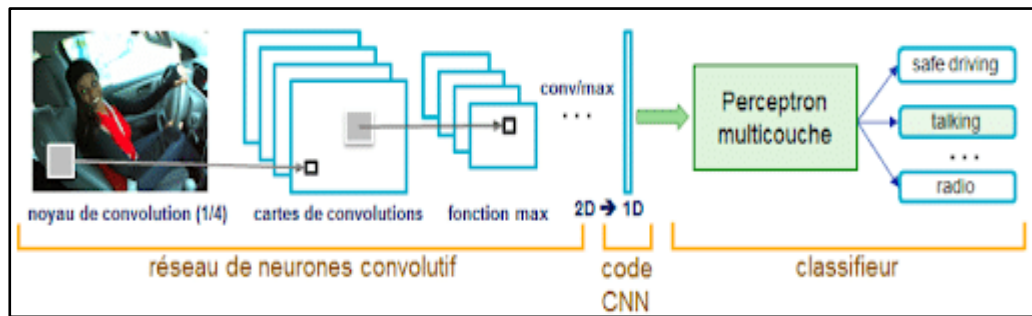 conv/max
...
Perceptron
multicouche
safe driving
talking
...
radio
noyau de convolution (1/4)
cartes de convolutions
fonction max
2D → 1D
réseau de neurones convolutif
code
CNN
classifieur